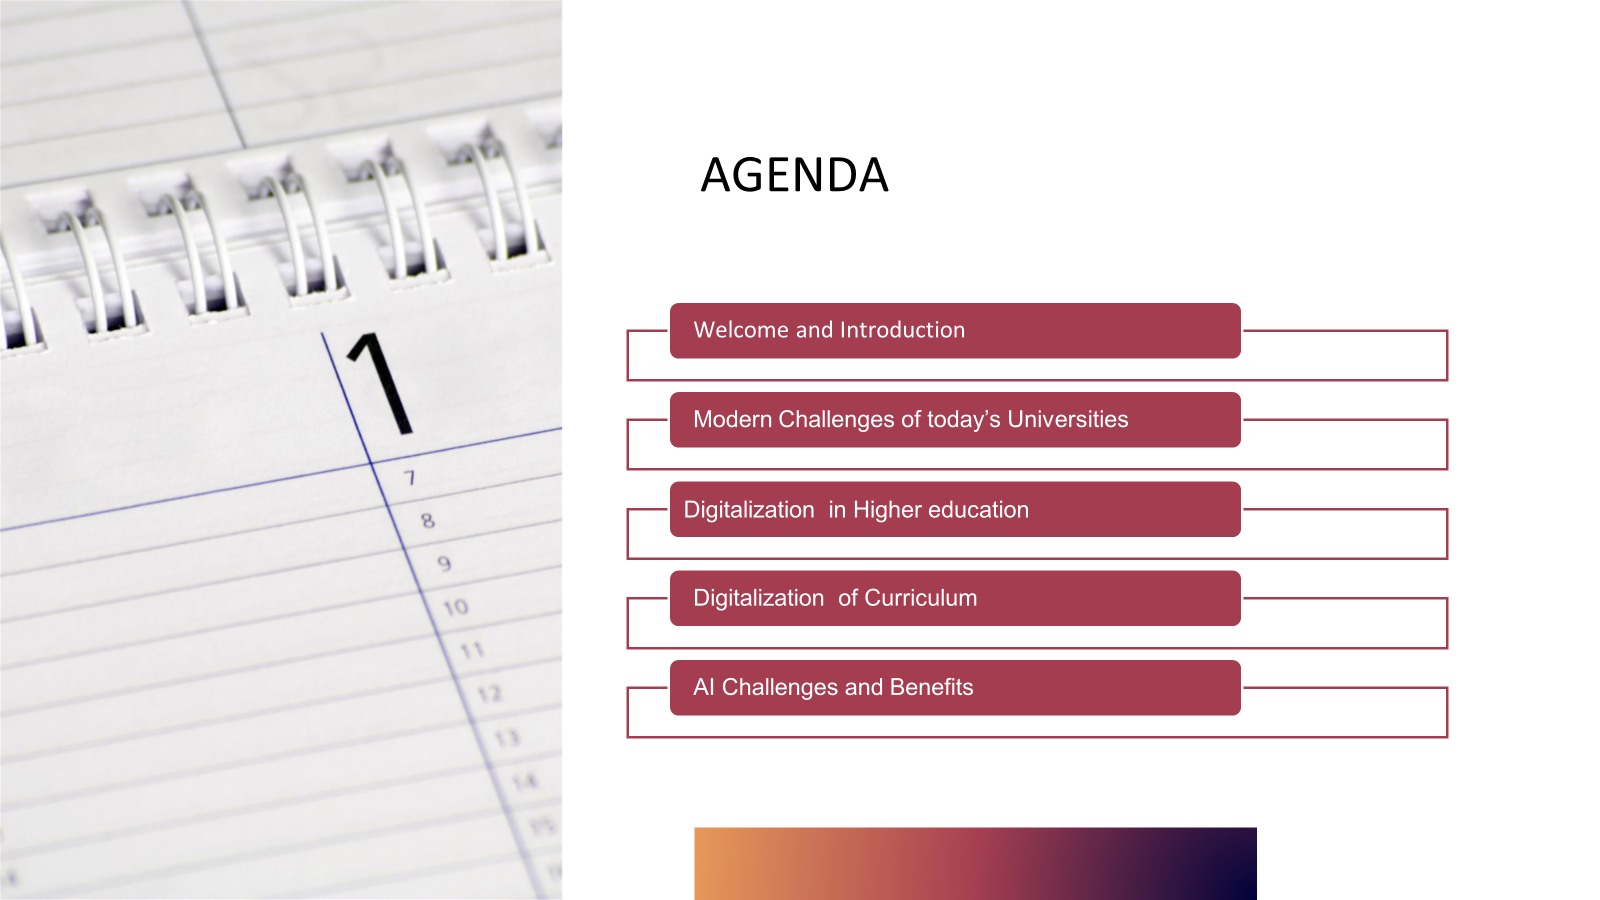 AGENDA
Welcome and Introduction
Modern Challenges of today’s Universities
Digitalization  in Higher education
Digitalization  of Curriculum
AI Challenges and Benefits
1
7
8
9
10
11
12
13
14
15